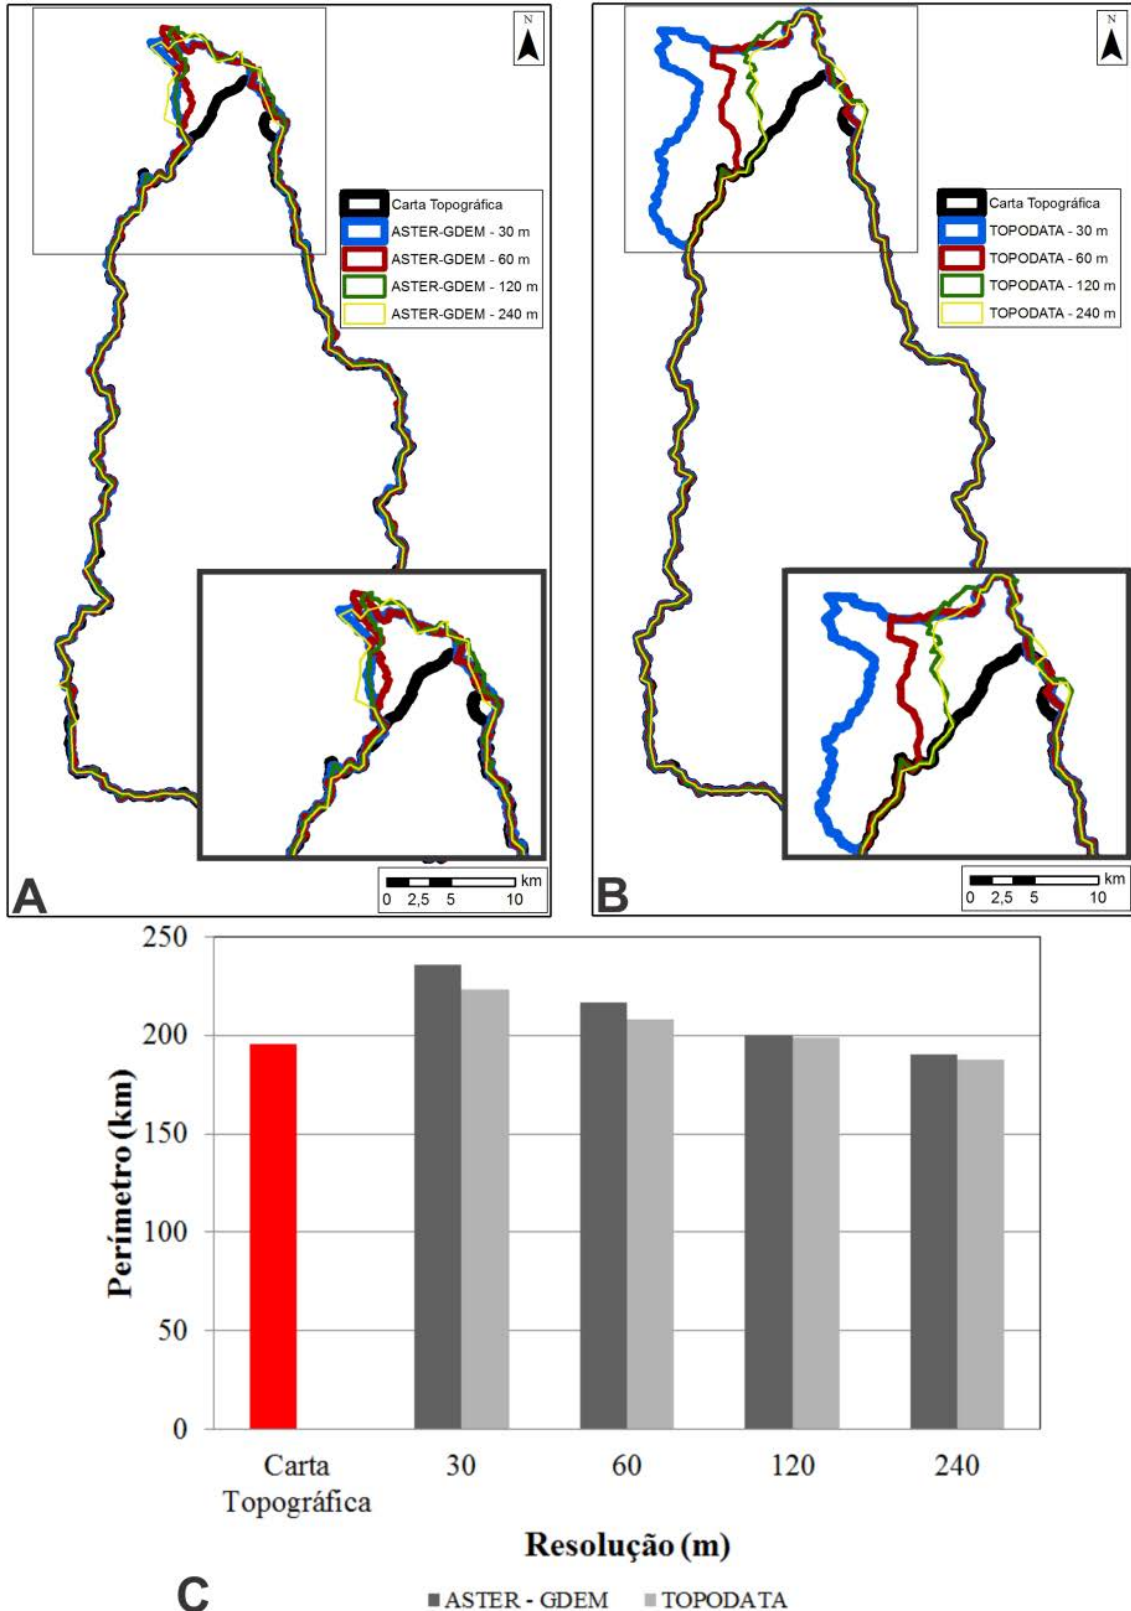 N
Carta Topográfica
ASTER-GDEM - 30 m
ASTER-GDEM - 60 m
ASTER-GDEM - 120 m
ASTER-GDEM - 240 m
km
0 2,5 5 10
A
N
Carta Topográfica
TOPODATA - 30 m
TOPODATA - 60 m
TOPODATA - 120 m
TOPODATA - 240 m
km
0 2,5 5 10
B
Perímetro (km)
250
200
150
100
50
0
Carta Topográfica
30
60
120
240
Resolução (m)
ASTER - GDEM
TOPODATA
C